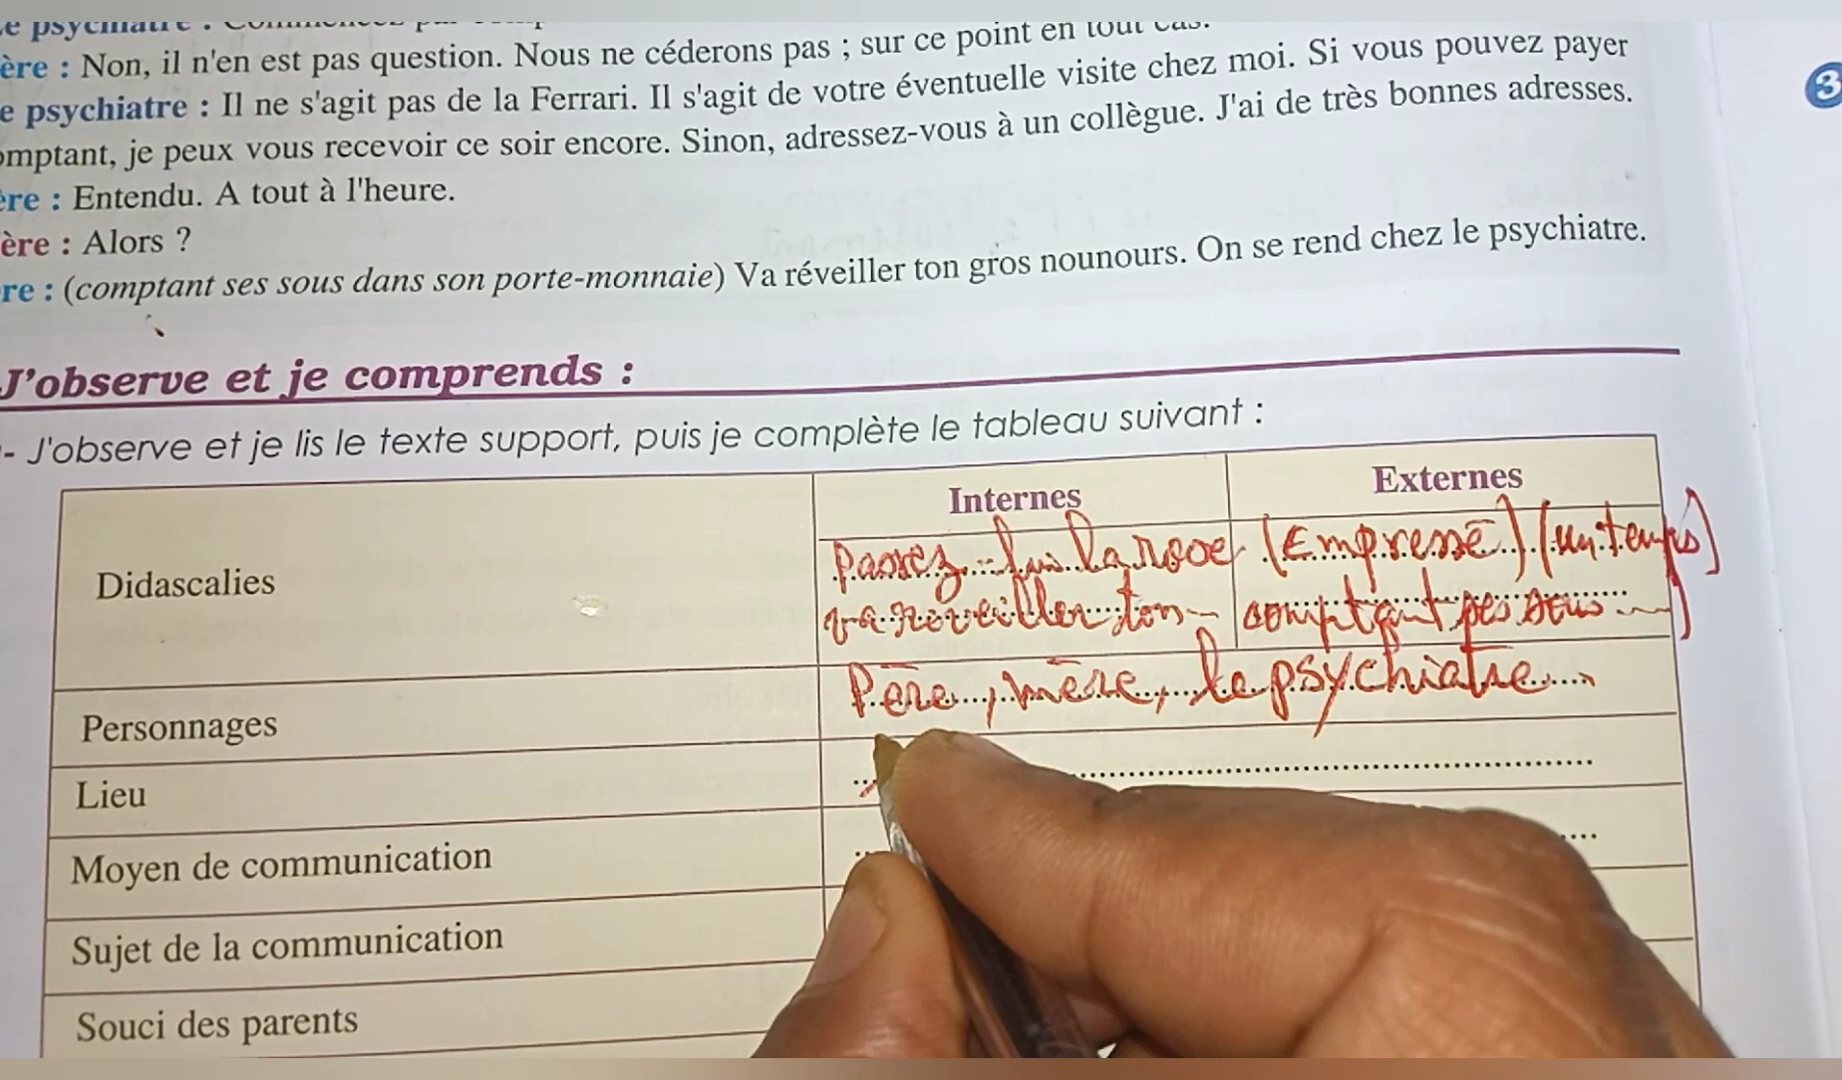 e psychiatre :
ère : Non, il n'en est pas question. Nous ne céderons pas ; sur ce point en tout cas.
e psychiatre : Il ne s'agit pas de la Ferrari. Il s'agit de votre éventuelle visite chez moi. Si vous pouvez payer
omptant, je peux vous recevoir ce soir encore. Sinon, adressez-vous à un collègue. J'ai de très bonnes adresses.
ère : Entendu. A tout à l'heure.
ère : Alors ?
re : (comptant ses sous dans son porte-monnaie) Va réveiller ton gros nounours. On se rend chez le psychiatre.
3
J'observe et je comprends :
- J'observe et je lis le texte support, puis je complète le tableau suivant :
Internes Externes
Didascalies
Passez-lui la rose (Empressé) (un temps)
va réveiller ton comptant ses sous
Personnages
Père, mère, le psychiatre
Lieu
Moyen de communication
Sujet de la communication
Souci des parents